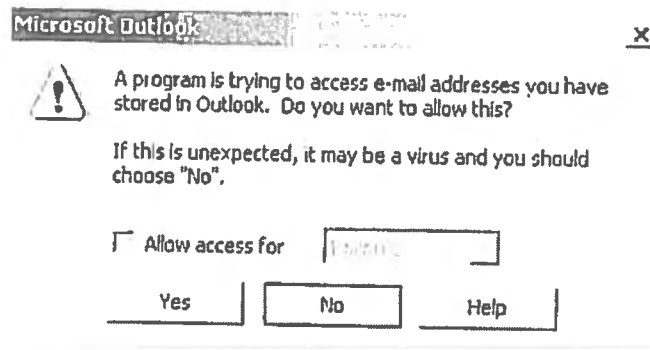 Microsoft Outlook
A program is trying to access e-mail addresses you have
stored in Outlook. Do you want to allow this?
If this is unexpected, it may be a virus and you should
choose "No".
Allow access for
Yes No Help